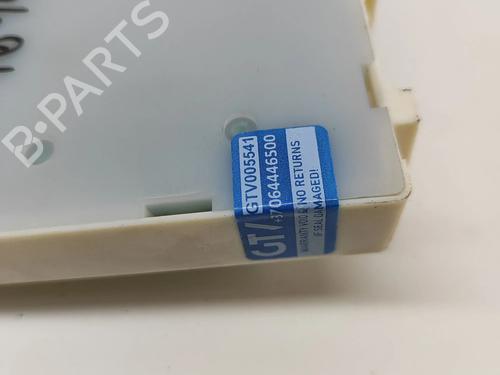 B-PARTS
GTV005541
+37064446500
GTV
WARRANTY VOID & NO RETURNS
IF SEAL DAMAGED!